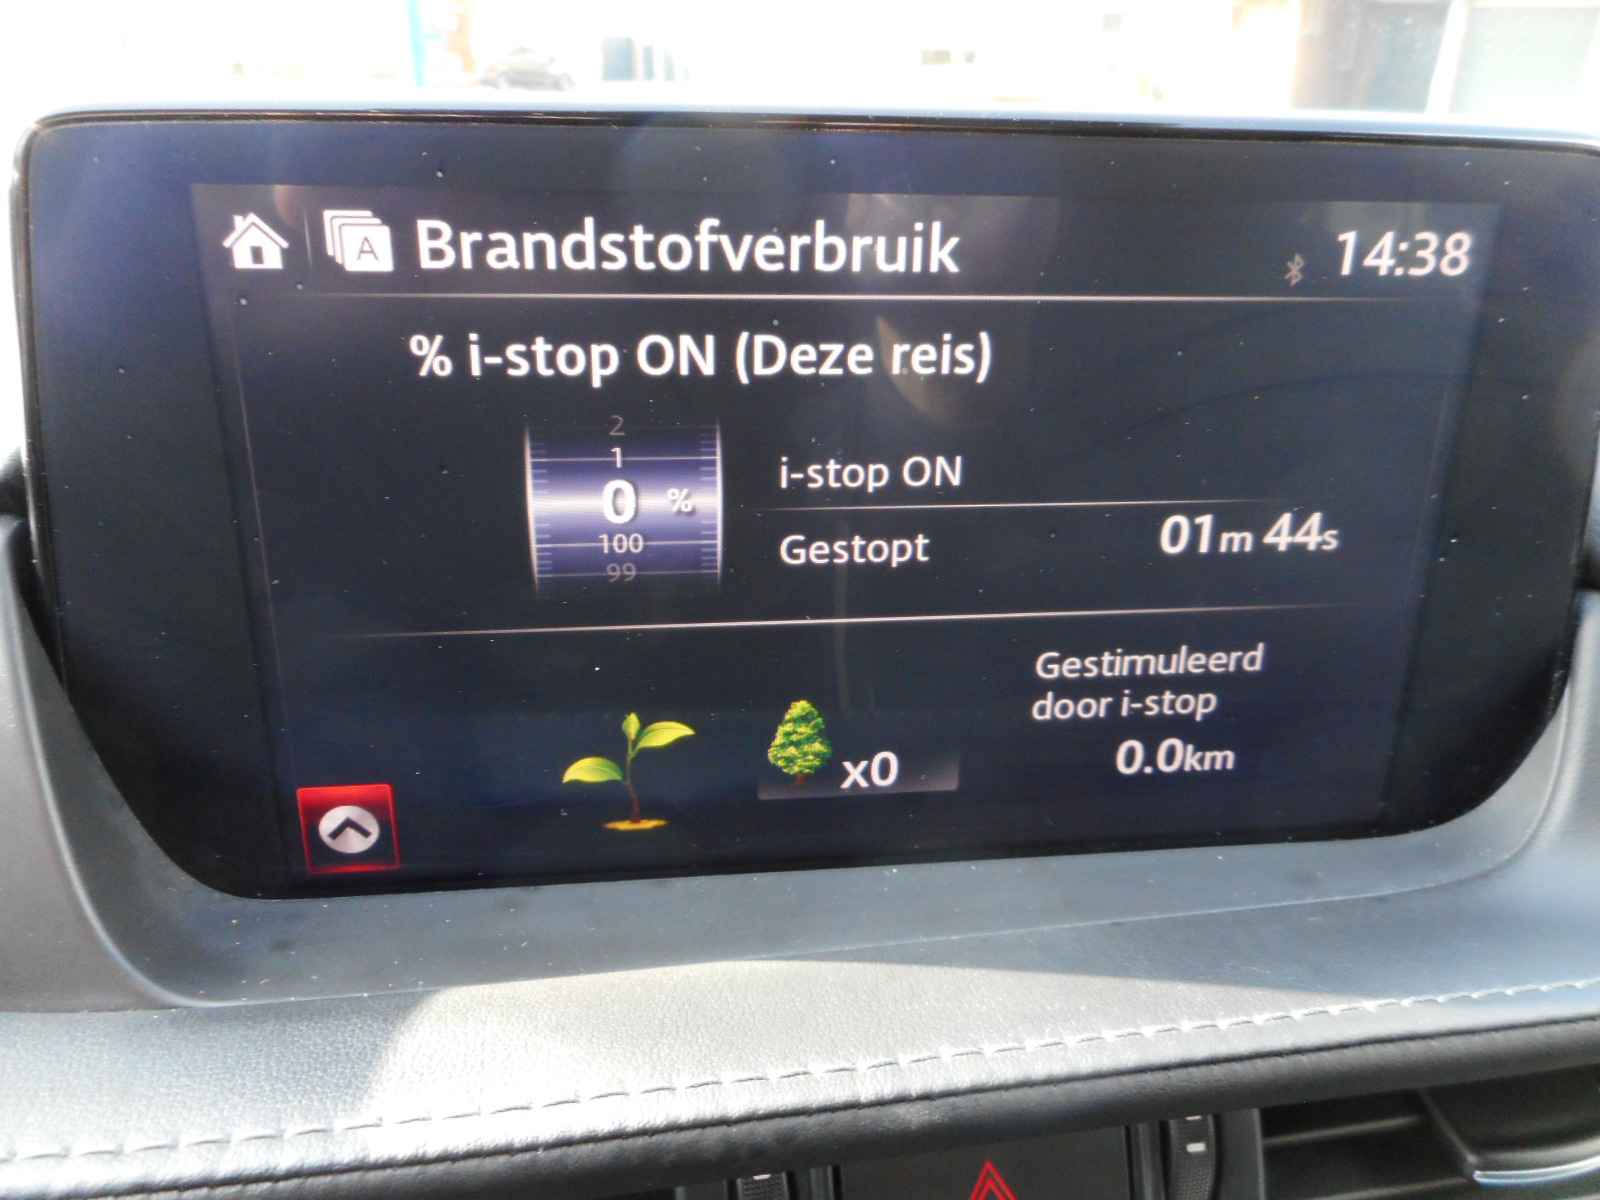 A Brandstofverbruik 14:38
% i-stop ON (Deze reis)
2
1
0 %
100
99
i-stop ON
Gestopt 01m 44s
Gestimuleerd
door i-stop
0.0km
x0